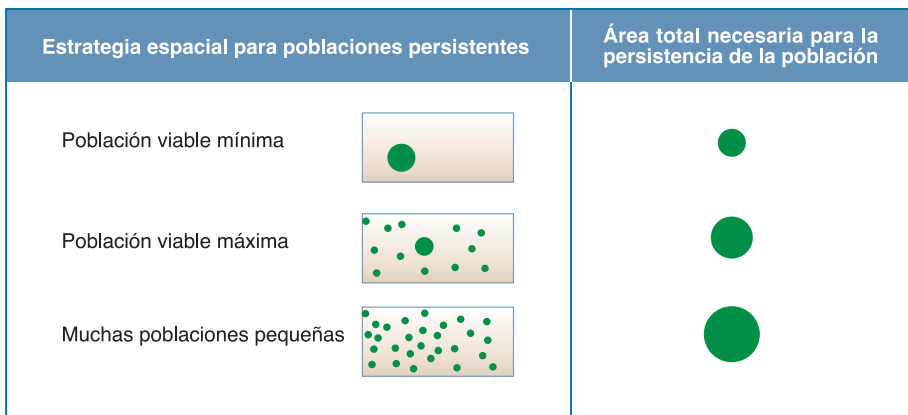 Estrategia espacial para poblaciones persistentes
Área total necesaria para la
persistencia de la población
Población viable mínima
Población viable máxima
Muchas poblaciones pequeñas